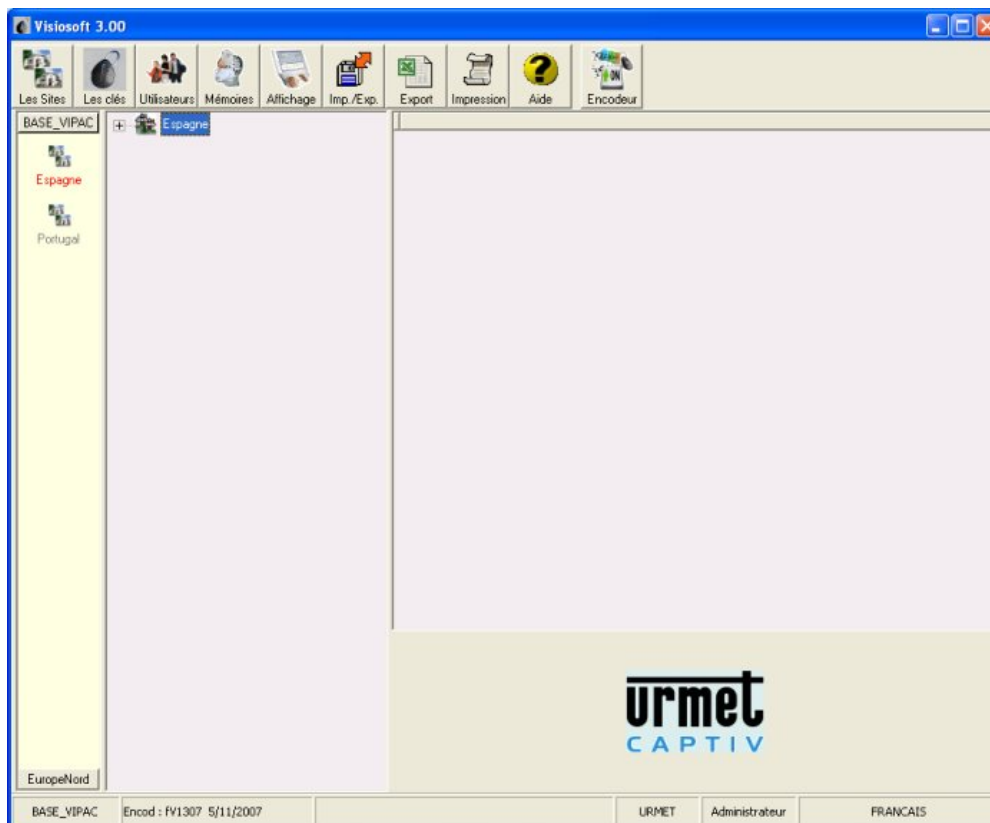 Visiosoft 3.00
Les Sites Les clés Utilisateurs Mémoires Affichage Imp./Exp. Export Impression Aide Encodeur
ON
BASE_VIPAC
Espagne
Espagne
Portugal
urmet
CAPTIV
EuropeNord
BASE_VIPAC Encod : fV1307 5/11/2007 URMET Administrateur FRANCAIS